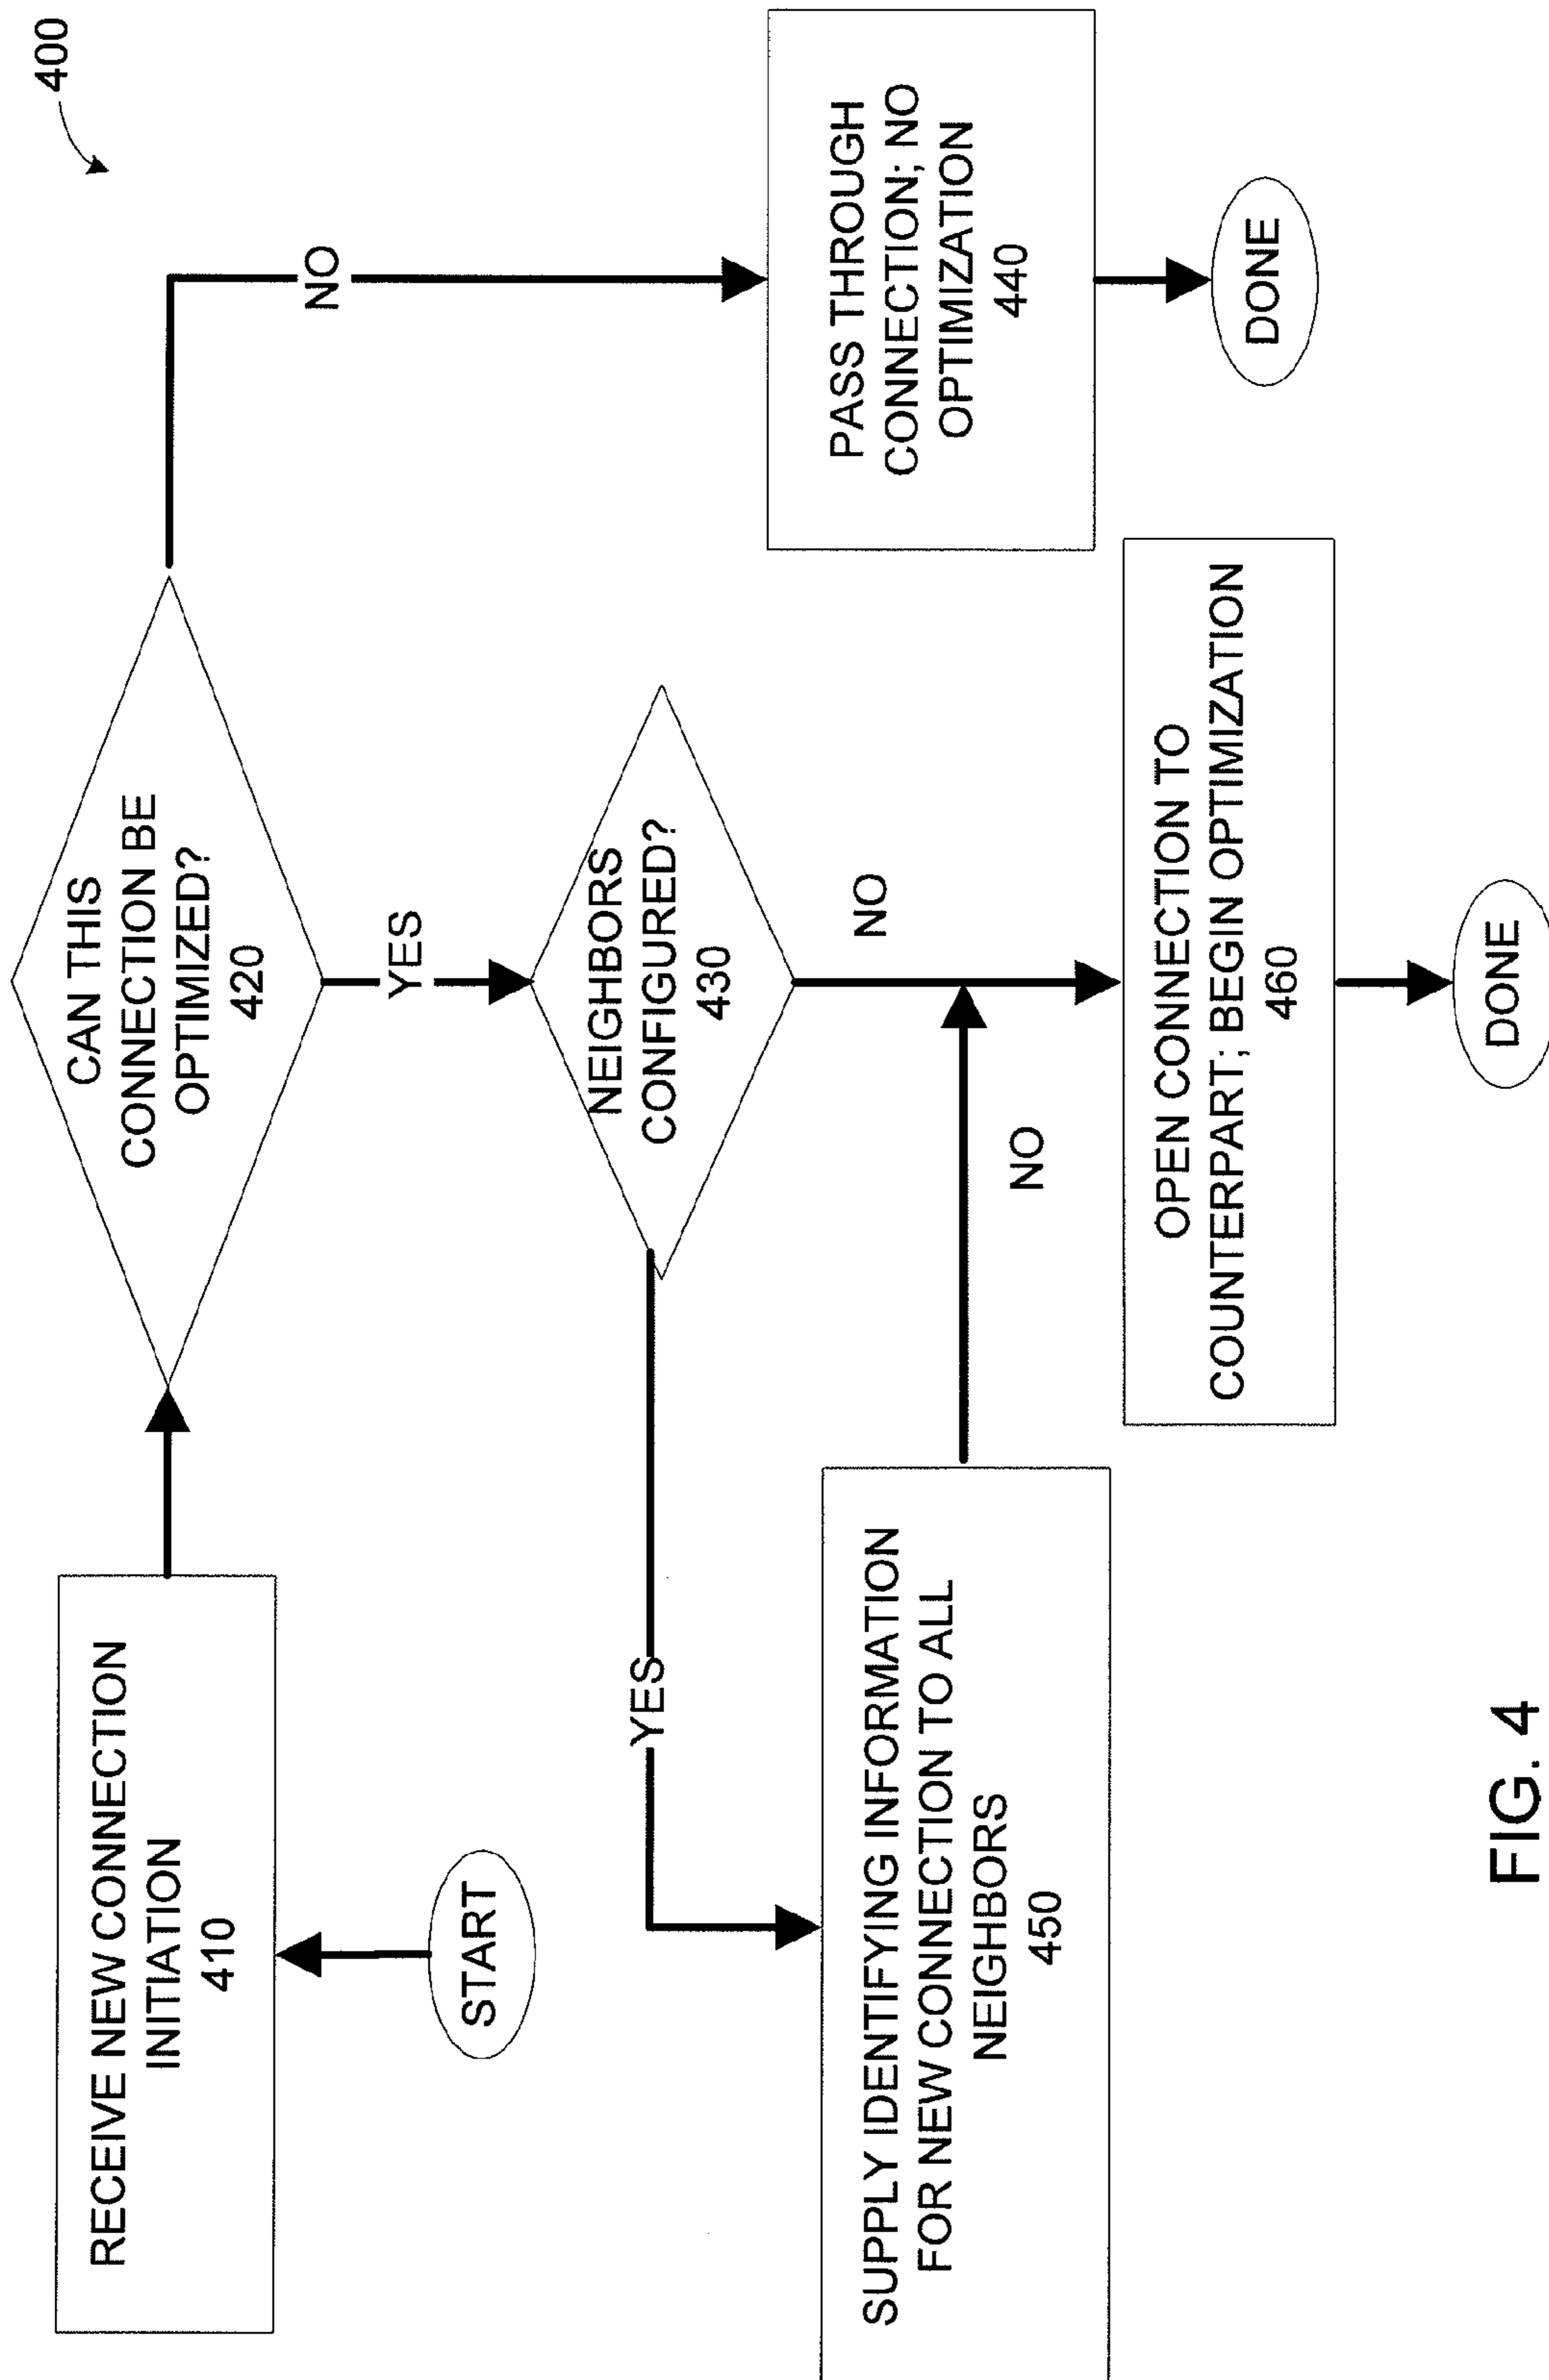 400
RECEIVE NEW CONNECTION
INITIATION
410
START
CAN THIS
CONNECTION BE
OPTIMIZED?
420
NO
YES
NEIGHBORS
CONFIGURED?
430
YES
NO
SUPPLY IDENTIFYING INFORMATION
FOR NEW CONNECTION TO ALL
NEIGHBORS
450
NO
PASS THROUGH
CONNECTION; NO
OPTIMIZATION
440
DONE
OPEN CONNECTION TO
COUNTERPART; BEGIN OPTIMIZATION
460
DONE
FIG. 4